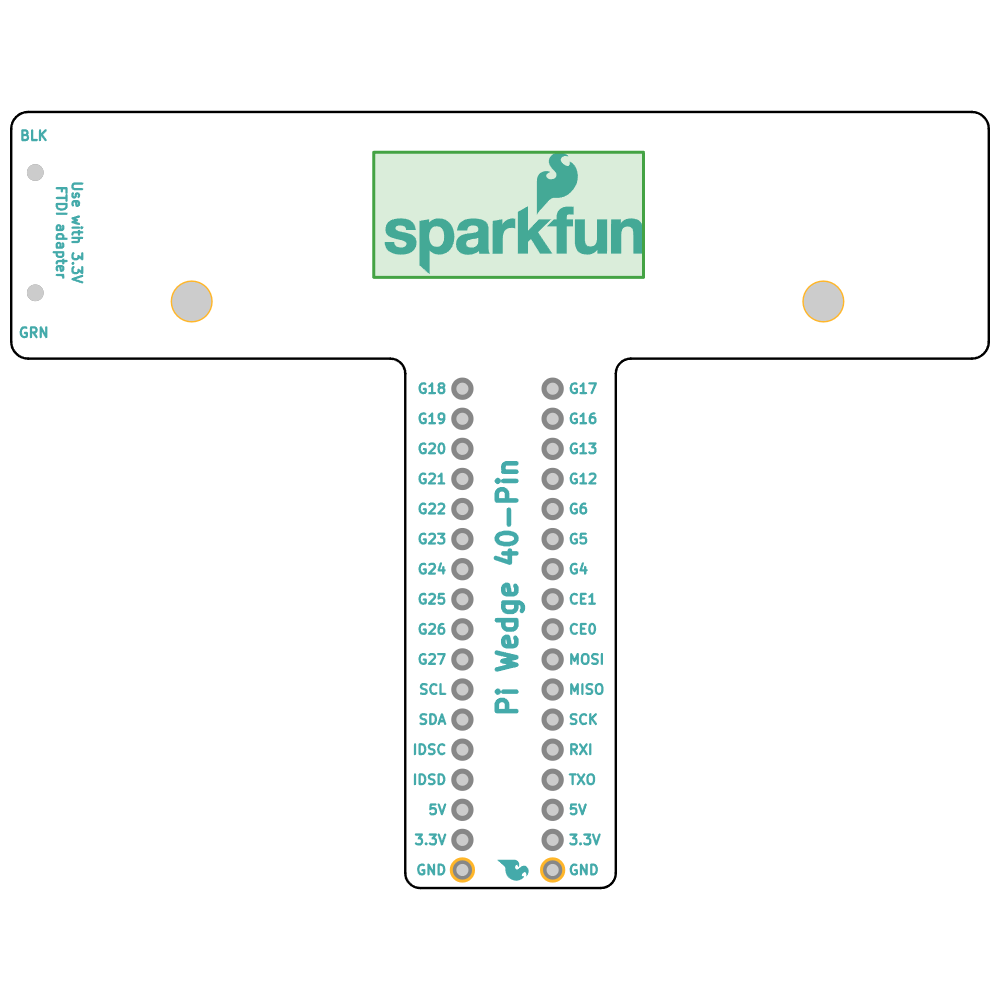 BLK
Use with 3.3V
FTDI adapter
GRN
sparkfun
G18 G17
G19 G16
G20 G13
G21 G12
G22 G6
G23 G5
G24 G4
G25 CE1
G26 CE0
G27 MOSI
SCL MISO
SDA SCK
IDSC RXI
IDSD TXO
5V 5V
3.3V 3.3V
GND GND
Pi Wedge 40-Pin